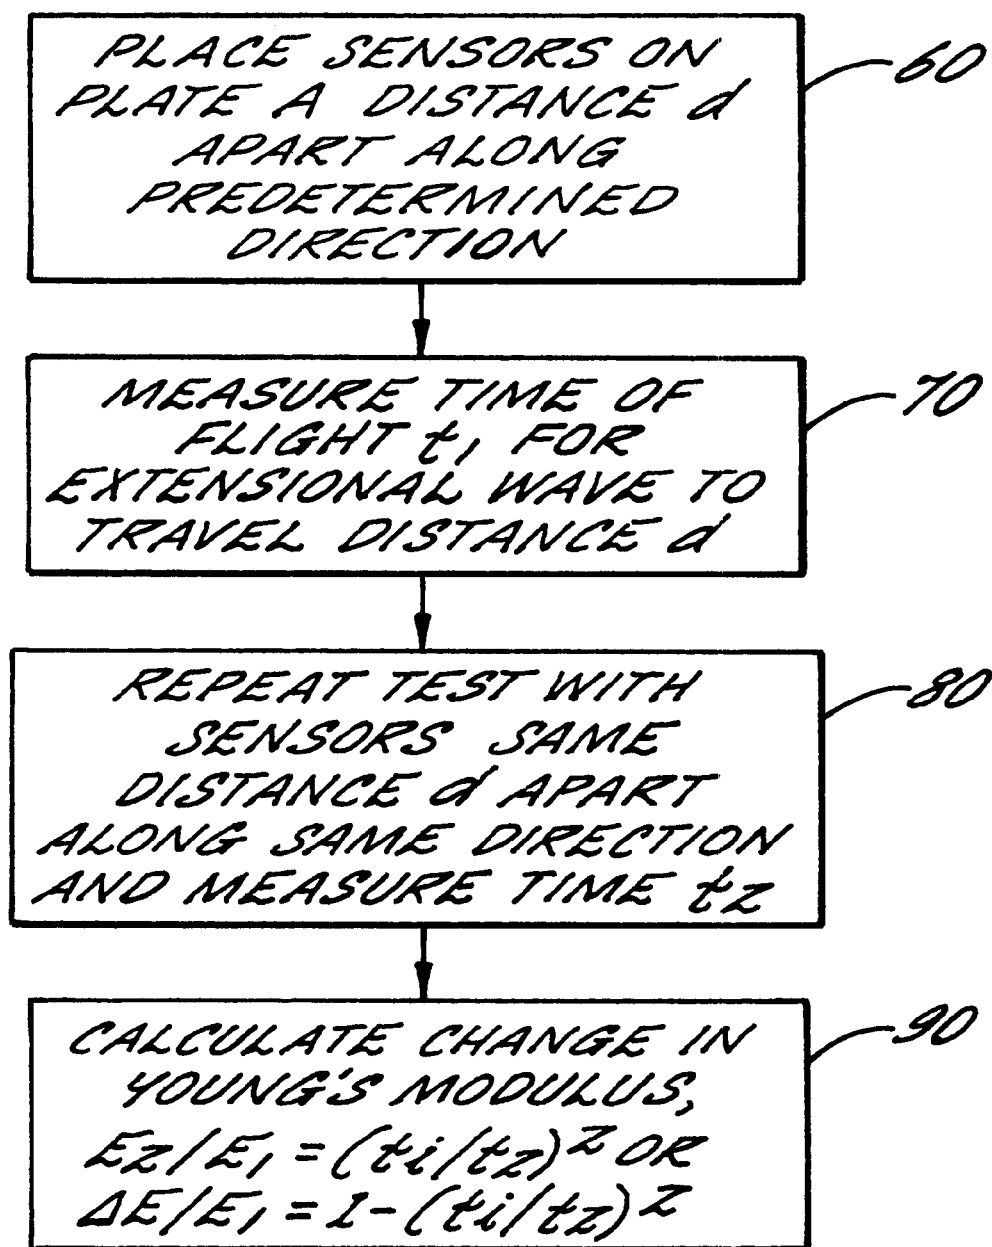 PLACE SENSORS ON
PLATE A DISTANCE d
APART ALONG
PREDETERMINED
DIRECTION
60
MEASURE TIME OF
FLIGHT t₁ FOR
EXTENSIONAL WAVE TO
TRAVEL DISTANCE d
70
REPEAT TEST WITH
SENSORS SAME
DISTANCE d APART
ALONG SAME DIRECTION
AND MEASURE TIME t₂
80
CALCULATE CHANGE IN
YOUNG'S MODULUS,
E₂/E₁ = (t₁/t₂)² OR
ΔE/E₁ = 1-(t₁/t₂)²
90